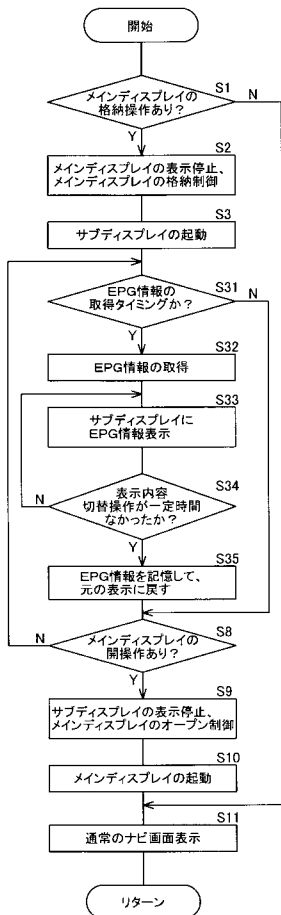 開始
S1
メインディスプレイの
格納操作あり?
N
Y
S2
メインディスプレイの表示停止、
メインディスプレイの格納制御
S3
サブディスプレイの起動
S31
EPG情報の
取得タイミングか?
N
Y
S32
EPG情報の取得
S33
サブディスプレイに
EPG情報表示
S34
表示内容
切替操作が一定時間
なかったか?
N
Y
S35
EPG情報を記憶して、
元の表示に戻す
S8
メインディスプレイの
開操作あり?
N
Y
S9
サブディスプレイの表示停止、
メインディスプレイのオープン制御
S10
メインディスプレイの起動
S11
通常のナビ画面表示
リターン